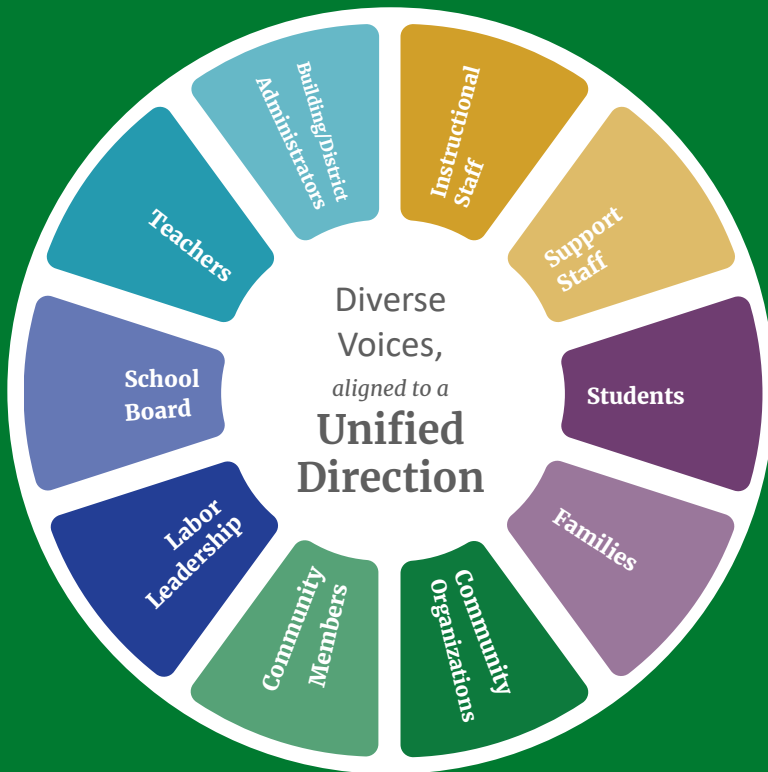 Diverse
Voices,
aligned to a
Unified
Direction
Instructional
Staff
Support
Staff
Students
Families
Community
Organizations
Community
Members
Labor
Leadership
School
Board
Teachers
Building/District
Administrators